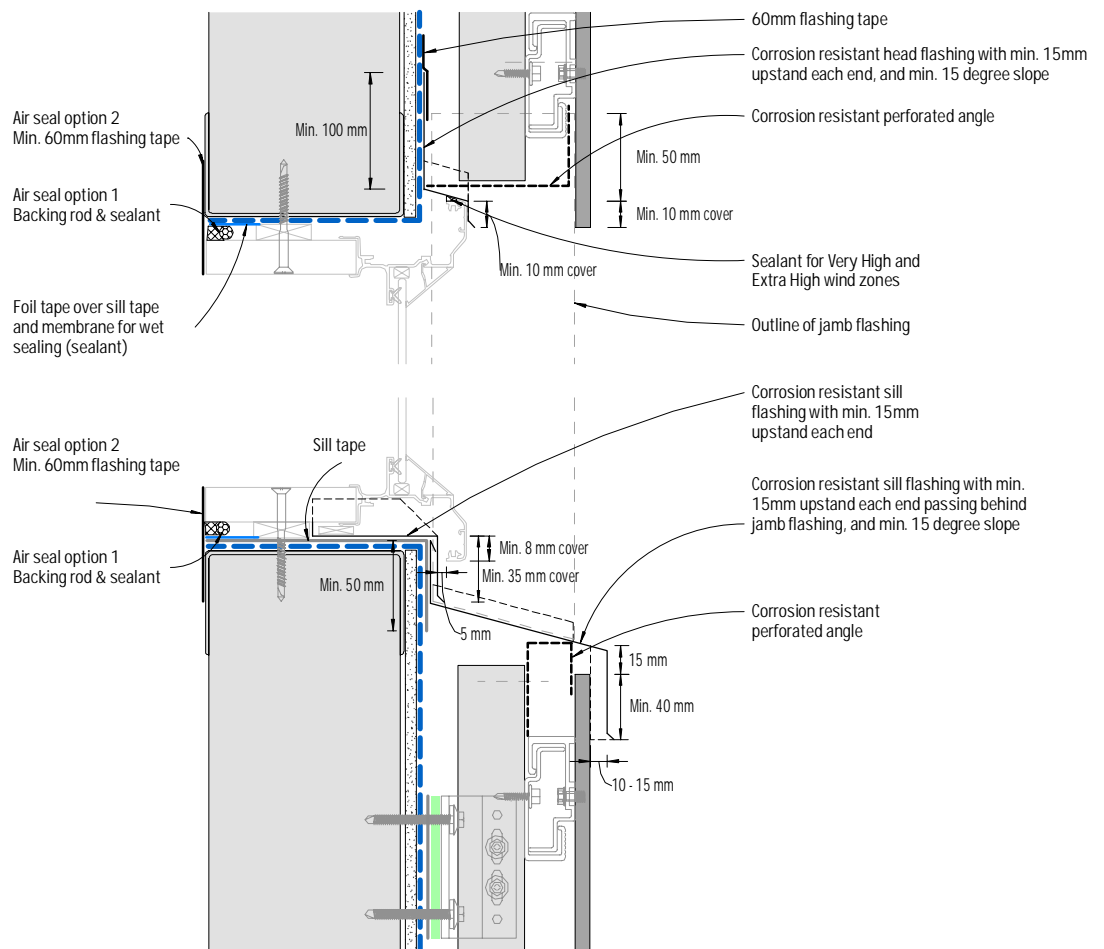 60mm flashing tape
Corrosion resistant head flashing with min. 15mm
upstand each end, and min. 15 degree slope
Corrosion resistant perforated angle
Air seal option 2
Min. 60mm flashing tape
Min. 100 mm
Min. 50 mm
Air seal option 1
Backing rod & sealant
Min. 10 mm cover
Min. 10 mm cover
Sealant for Very High and
Extra High wind zones
Foil tape over sill tape
and membrane for wet
sealing (sealant)
Outline of jamb flashing
Corrosion resistant sill
flashing with min. 15mm
upstand each end
Air seal option 2
Min. 60mm flashing tape
Sill tape
Corrosion resistant sill flashing with min.
15mm upstand each end passing behind
jamb flashing, and min. 15 degree slope
Air seal option 1
Backing rod & sealant
Min. 8 mm cover
Min. 35 mm cover
Min. 50 mm
5 mm
Corrosion resistant
perforated angle
15 mm
Min. 40 mm
10 - 15 mm